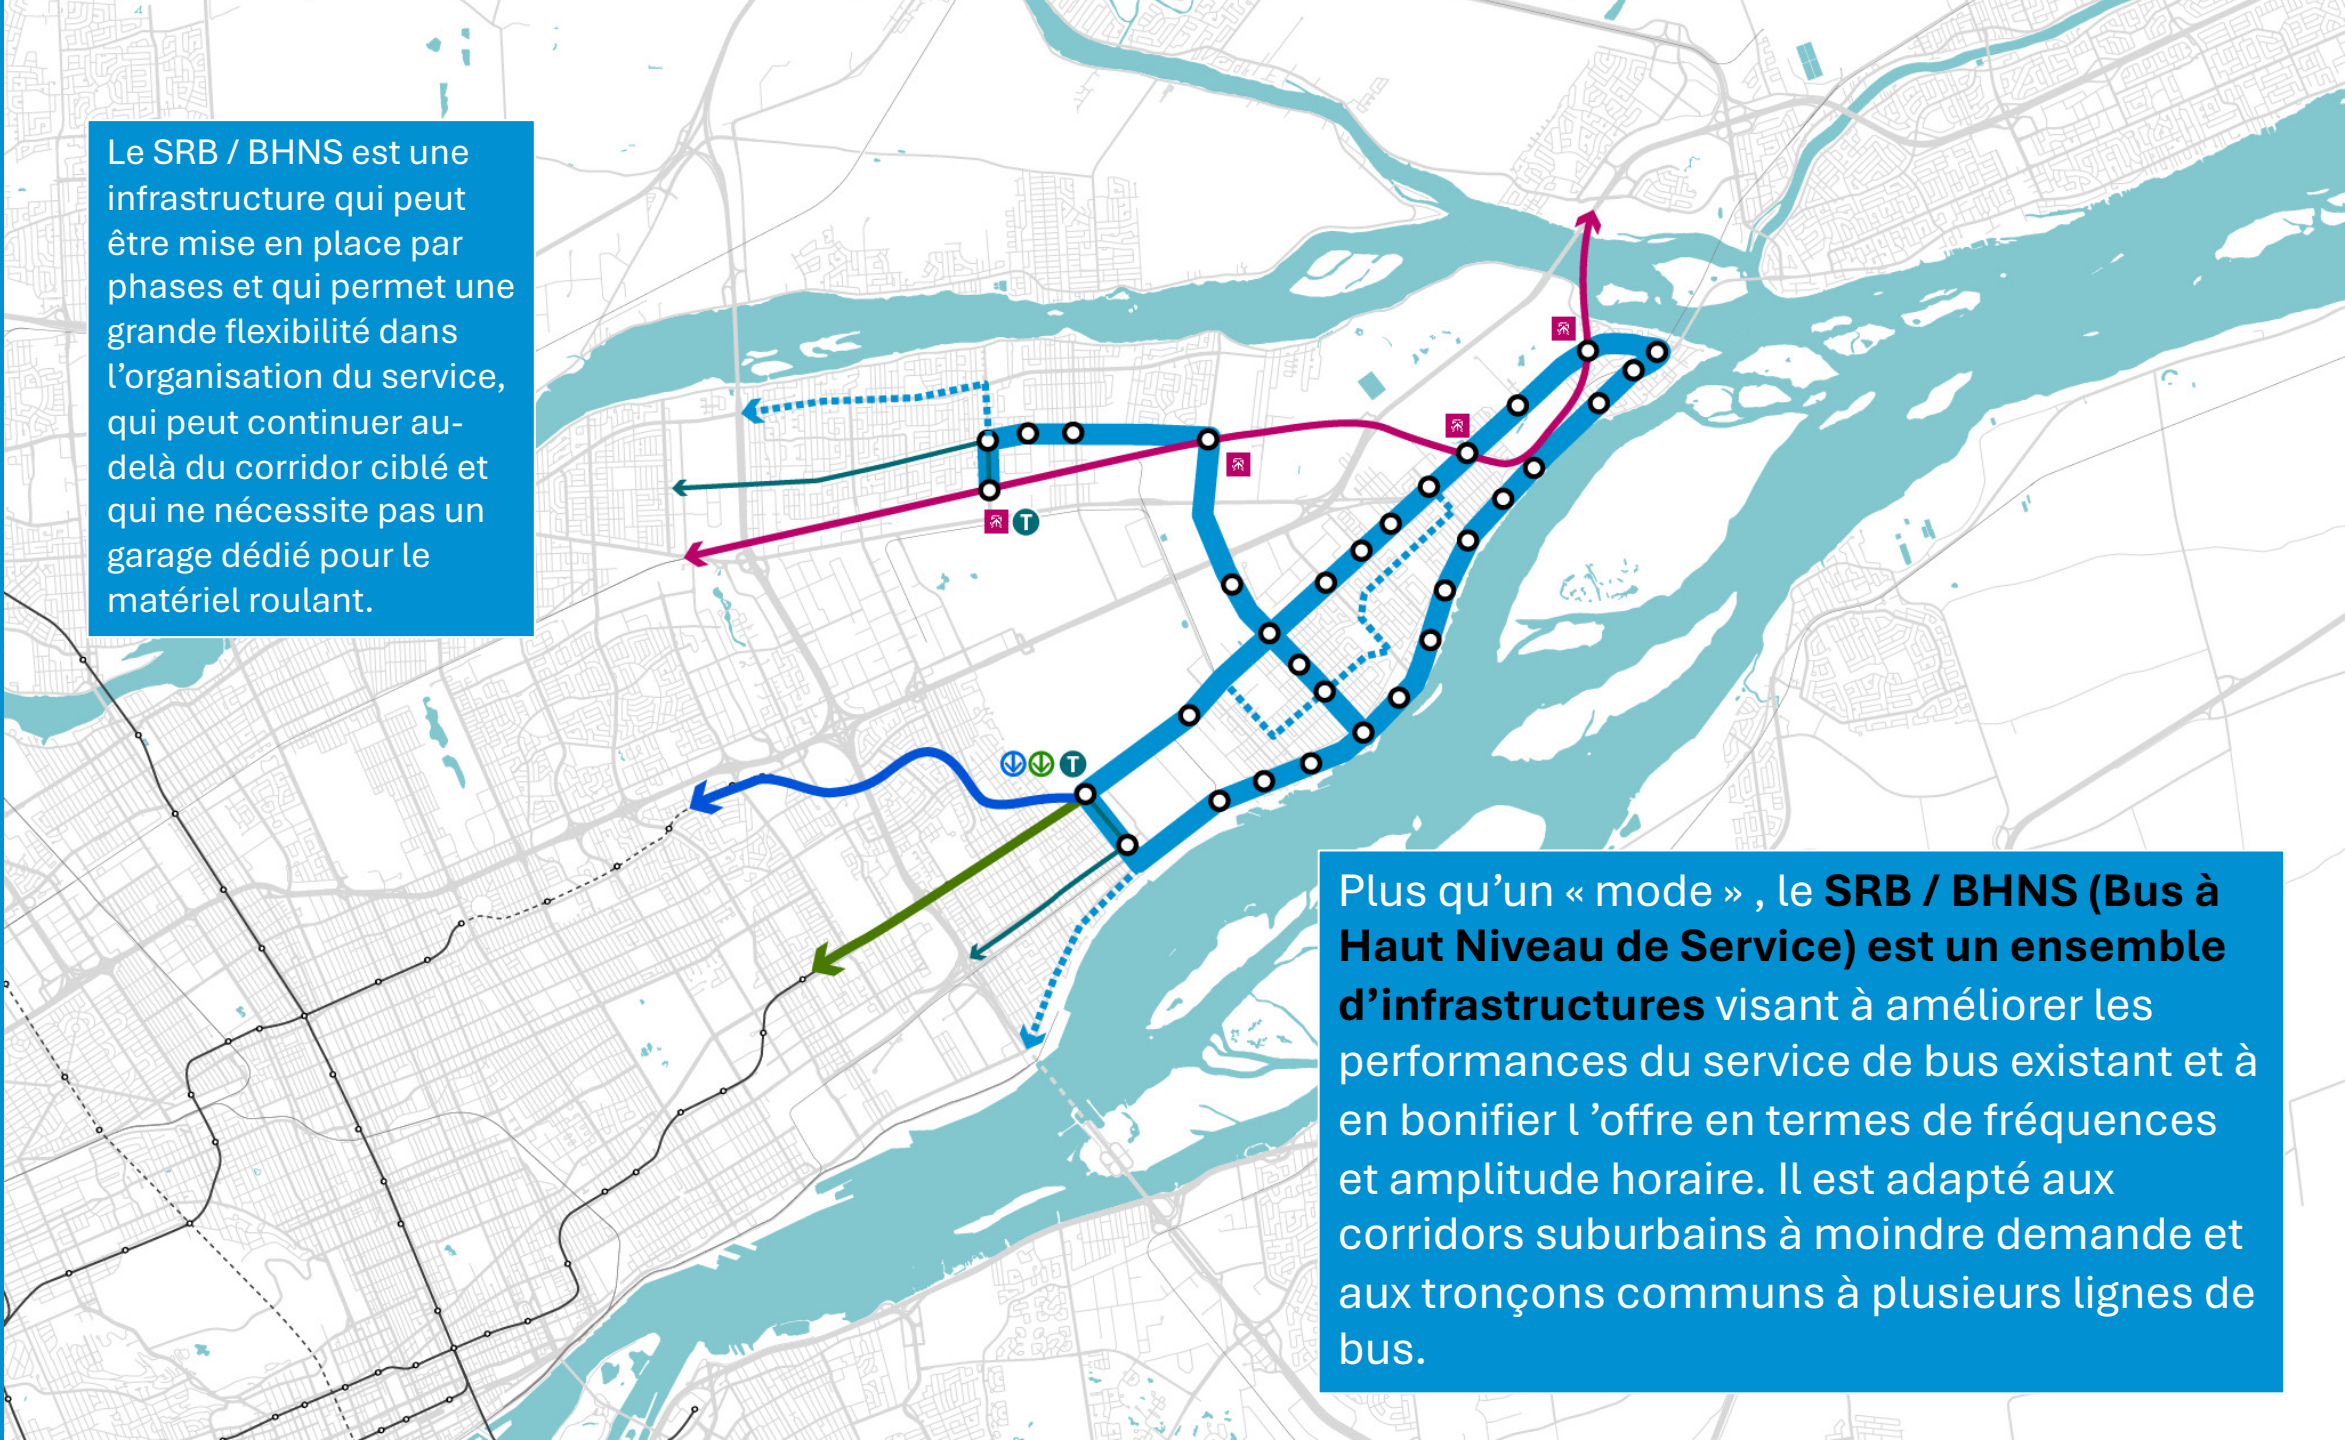 Le SRB / BHNS est une
infrastructure qui peut
être mise en place par
phases et qui permet une
grande flexibilité dans
l’organisation du service,
qui peut continuer au-
delà du corridor ciblé et
qui ne nécessite pas un
garage dédié pour le
matériel roulant.
T
T
Plus qu’un « mode » , le SRB / BHNS (Bus à
Haut Niveau de Service) est un ensemble
d’infrastructures visant à améliorer les
performances du service de bus existant et à
en bonifier l ’offre en termes de fréquences
et amplitude horaire. Il est adapté aux
corridors suburbains à moindre demande et
aux tronçons communs à plusieurs lignes de
bus.